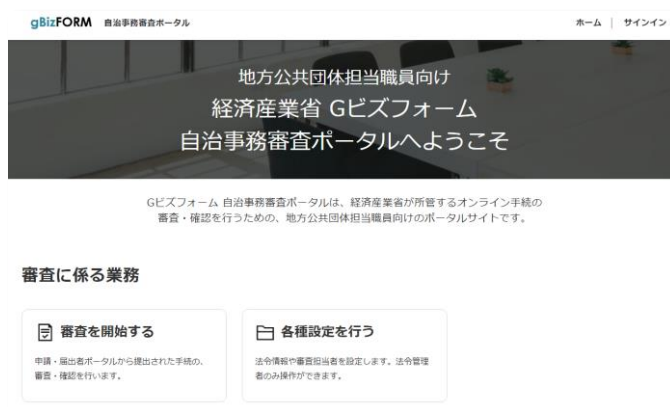 gBizFORM 自治事務審査ポータル
ホーム | サインイン
地方公共団体担当職員向け
経済産業省 Gビズフォーム
自治事務審査ポータルへようこそ
Gビズフォーム 自治事務審査ポータルは、経済産業省が所管するオンライン手続の
審査・確認を行うための、地方公共団体担当職員向けのポータルサイトです。
審査に係る業務
審査を開始する
申請・届出者ポータルから提出された手続の、
審査・確認を行います。
各種設定を行う
法令情報や審査担当者を設定します。法令管理
者のみ操作ができます。